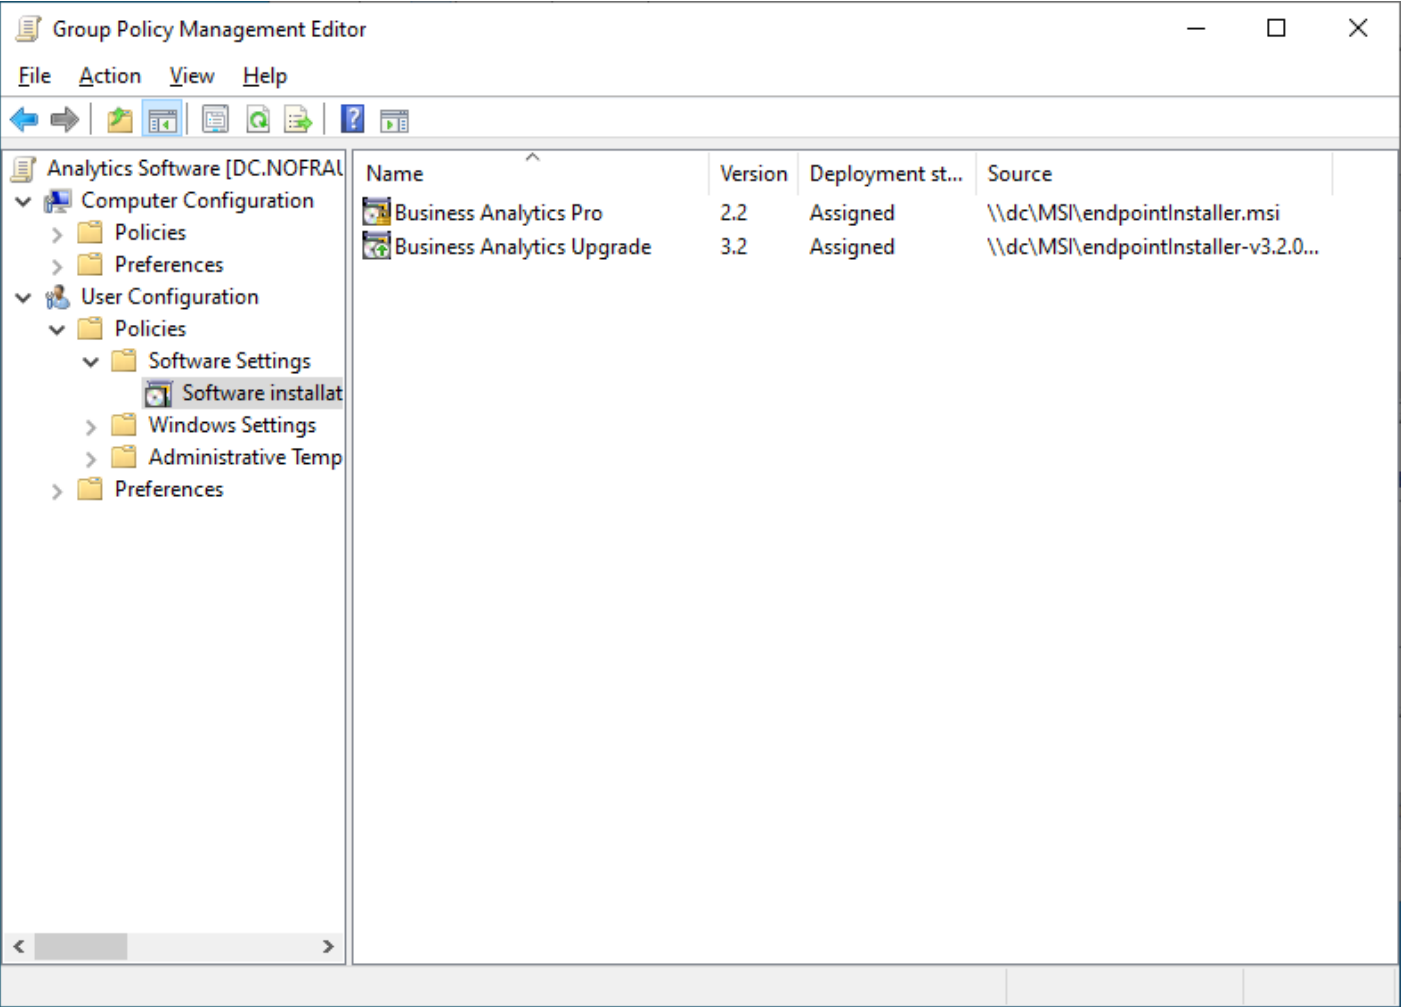 Group Policy Management Editor
File Action View Help
Analytics Software [DC.NOFRAU
Computer Configuration
Policies
Preferences
User Configuration
Policies
Software Settings
Software installat
Windows Settings
Administrative Temp
Preferences
Name Version Deployment st... Source
Business Analytics Pro 2.2 Assigned \\dc\MSI\endpointInstaller.msi
Business Analytics Upgrade 3.2 Assigned \\dc\MSI\endpointInstaller-v3.2.0...